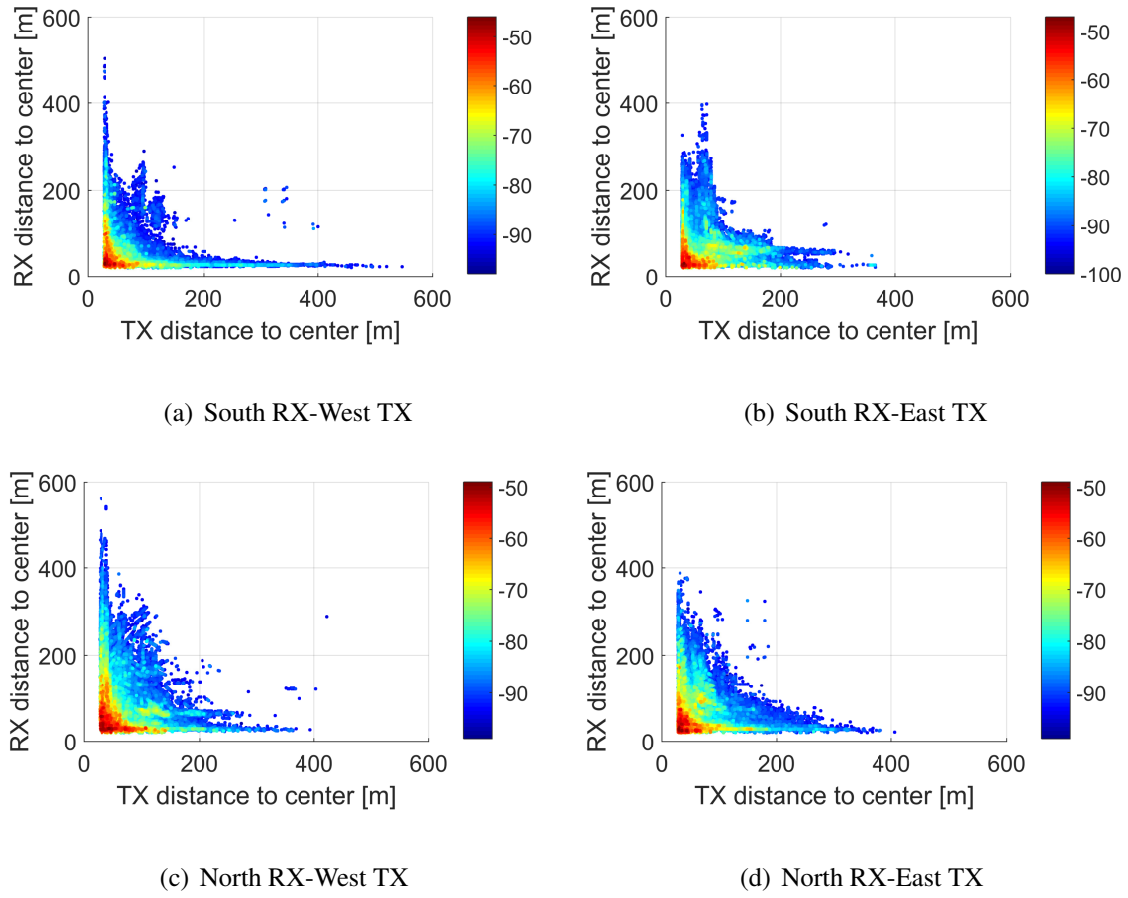 600
400
200
0
RX distance to center [m]
0 200 400 600
TX distance to center [m]
-50
-60
-70
-80
-90
(a) South RX-West TX
600
400
200
0
RX distance to center [m]
0 200 400 600
TX distance to center [m]
-50
-60
-70
-80
-90
-100
(b) South RX-East TX
600
400
200
0
RX distance to center [m]
0 200 400 600
TX distance to center [m]
-50
-60
-70
-80
-90
(c) North RX-West TX
600
400
200
0
RX distance to center [m]
0 200 400 600
TX distance to center [m]
-50
-60
-70
-80
-90
(d) North RX-East TX